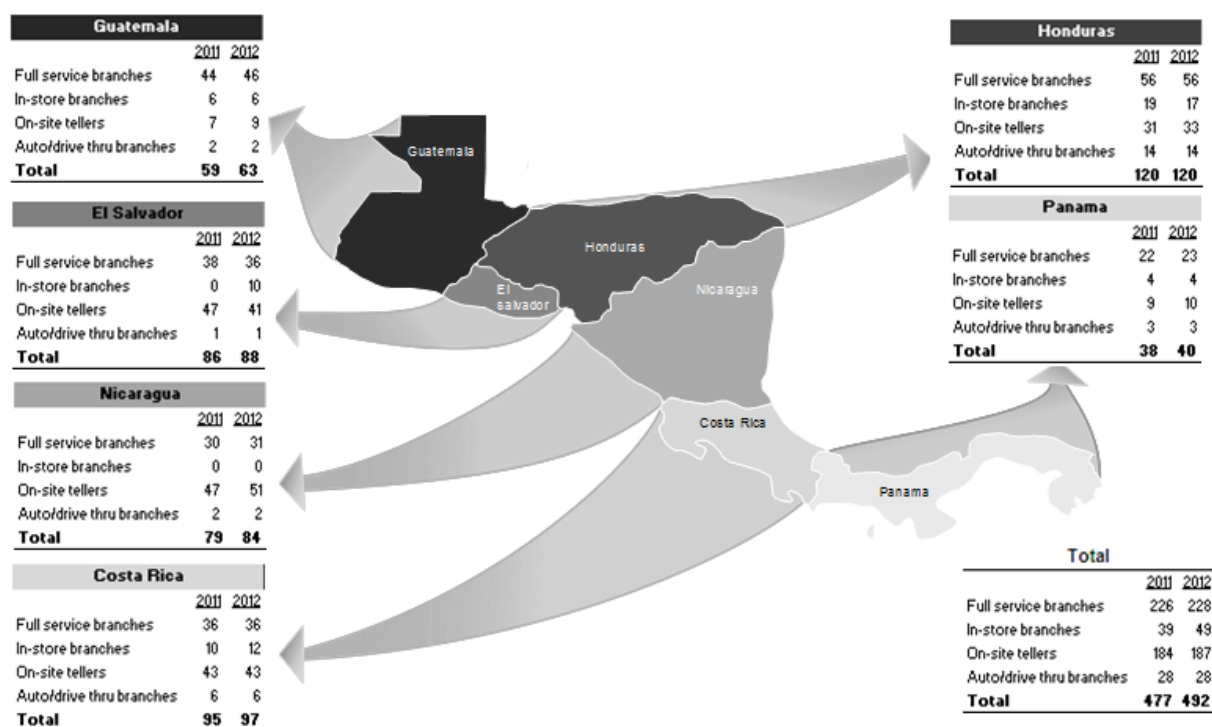 Guatemala
2011 2012
Full service branches 44 46
In-store branches 6 6
On-site tellers 7 9
Auto/drive thru branches 2 2
Total 59 63
El Salvador
2011 2012
Full service branches 38 36
In-store branches 0 10
On-site tellers 47 41
Auto/drive thru branches 1 1
Total 86 88
Nicaragua
2011 2012
Full service branches 30 31
In-store branches 0 0
On-site tellers 47 51
Auto/drive thru branches 2 2
Total 79 84
Costa Rica
2011 2012
Full service branches 36 36
In-store branches 10 12
On-site tellers 43 43
Auto/drive thru branches 6 6
Total 95 97
Guatemala
Honduras
El
salvador
Nicaragua
Costa Rica
Panama
Honduras
2011 2012
Full service branches 56 56
In-store branches 19 17
On-site tellers 31 33
Auto/drive thru branches 14 14
Total 120 120
Panama
2011 2012
Full service branches 22 23
In-store branches 4 4
On-site tellers 9 10
Auto/drive thru branches 3 3
Total 38 40
Total
2011 2012
Full service branches 226 228
In-store branches 39 49
On-site tellers 184 187
Auto/drive thru branches 28 28
Total 477 492